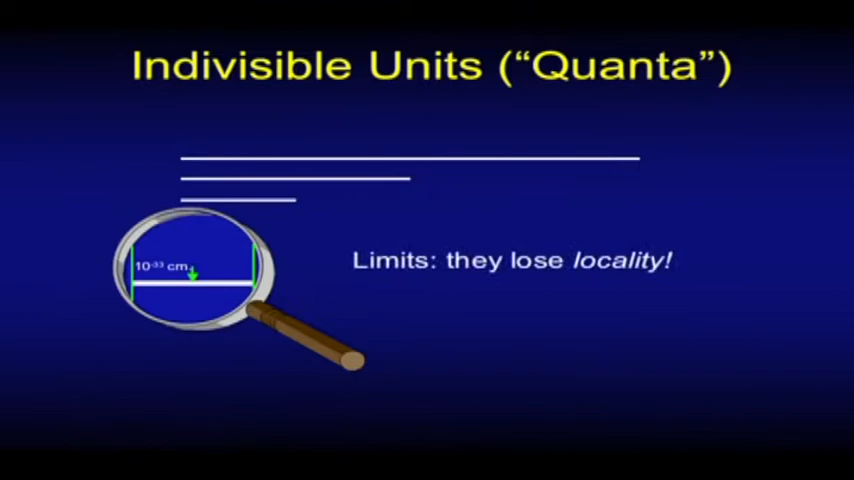 Indivisible Units (“Quanta”)
10-33 cm
Limits: they lose locality!